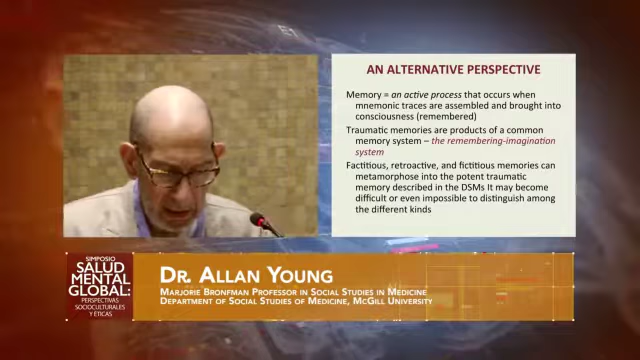 AN ALTERNATIVE PERSPECTIVE
Memory = an active process that occurs when
mnemonic traces are assembled and brought into
consciousness (remembered)
Traumatic memories are products of a common
memory system – the remembering-imagination
system
Factitious, retroactive, and fictitious memories can
metamorphose into the potent traumatic
memory described in the DSMs It may become
difficult or even impossible to distinguish among
the different kinds
SIMPOSIO
SALUD
MENTAL
GLOBAL:
PERSPECTIVAS
SOCIOCULTURALES
Y ÉTICAS
DR. ALLAN YOUNG
MARJORIE BRONFMAN PROFESSOR IN SOCIAL STUDIES IN MEDICINE
DEPARTMENT OF SOCIAL STUDIES OF MEDICINE, MCGILL UNIVERSITY